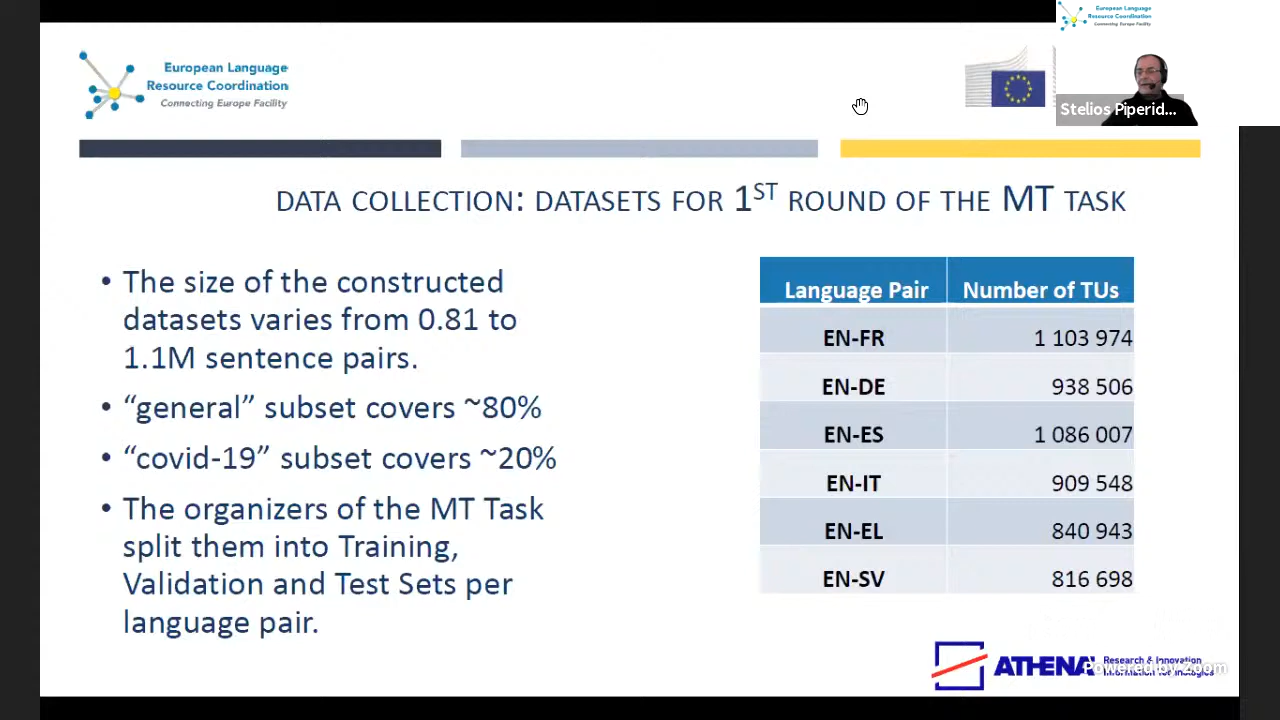 European Language
Resource Coordination
Connecting Europe Facility
European Language
Resource Coordination
Connecting Europe Facility
Stelios Piperid...
DATA COLLECTION: DATASETS FOR 1ST ROUND OF THE MT TASK
• The size of the constructed
datasets varies from 0.81 to
1.1M sentence pairs.
• “general” subset covers ~80%
• “covid-19” subset covers ~20%
• The organizers of the MT Task
split them into Training,
Validation and Test Sets per
language pair.
Language Pair Number of TUs
EN-FR 1 103 974
EN-DE 938 506
EN-ES 1 086 007
EN-IT 909 548
EN-EL 840 943
EN-SV 816 698
ATHENA
Research & Innovation
Information Technologies
Powered by Zoom